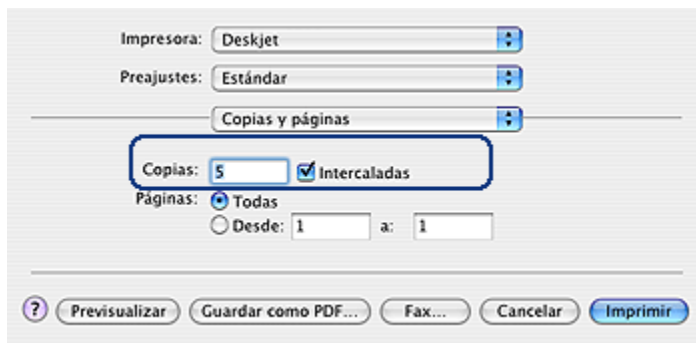 Impresora: Deskjet
Preajustes: Estándar
Copias y páginas
Copias: 5 Intercaladas
Páginas: Todas
Desde: 1 a: 1
? Previsualizar Guardar como PDF... Fax... Cancelar Imprimir